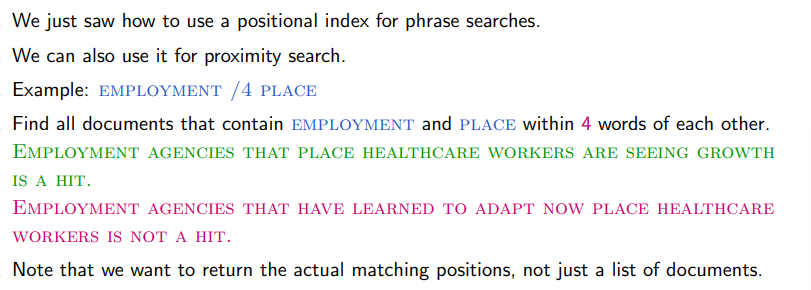 We just saw how to use a positional index for phrase searches.
We can also use it for proximity search.
Example: EMPLOYMENT /4 PLACE
Find all documents that contain EMPLOYMENT and PLACE within 4 words of each other.
EMPLOYMENT AGENCIES THAT PLACE HEALTHCARE WORKERS ARE SEEING GROWTH
IS A HIT.
EMPLOYMENT AGENCIES THAT HAVE LEARNED TO ADAPT NOW PLACE HEALTHCARE
WORKERS IS NOT A HIT.
Note that we want to return the actual matching positions, not just a list of documents.